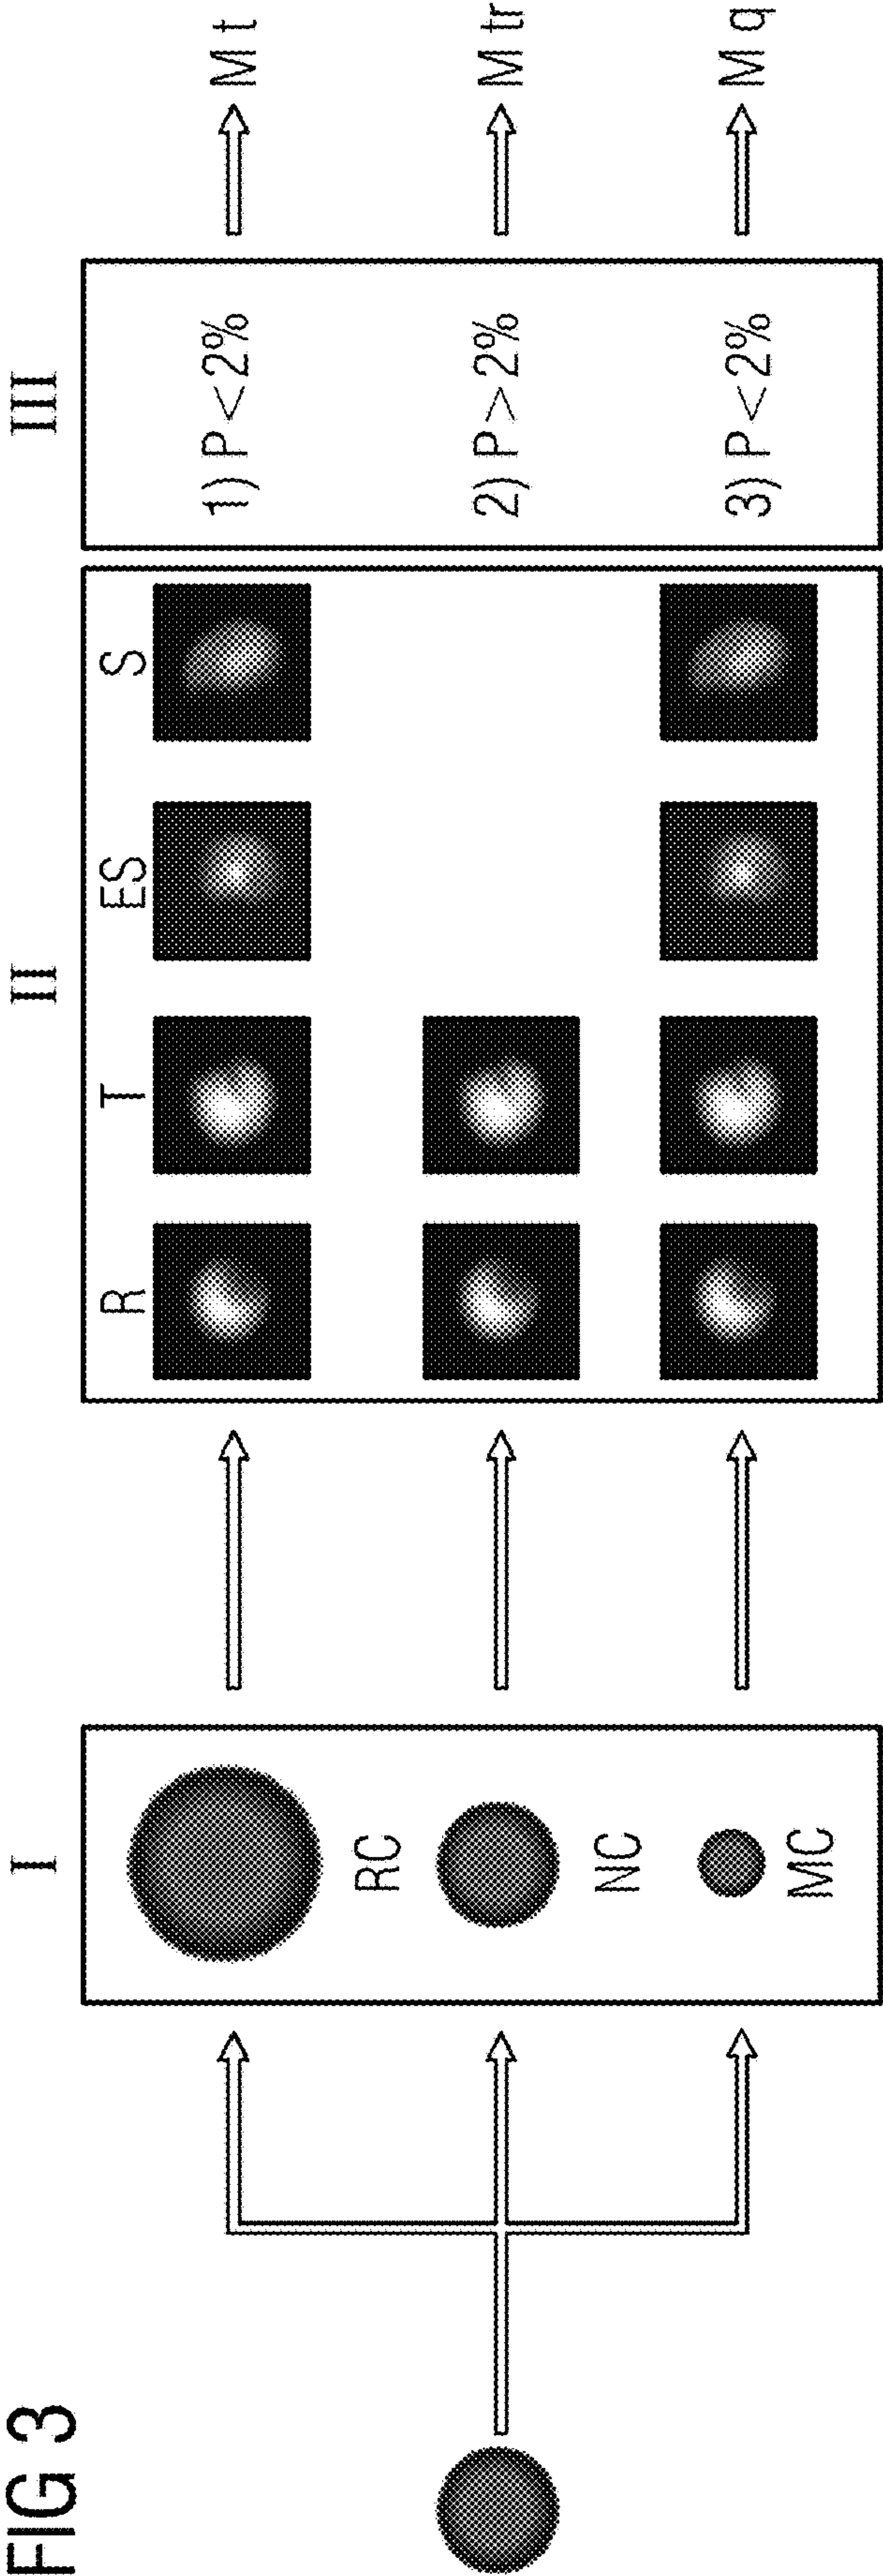 FIG 3
I
II
III
RC
NC
MC
R T ES S
1) P<2%
2) P>2%
3) P<2%
M t
M tr
M q